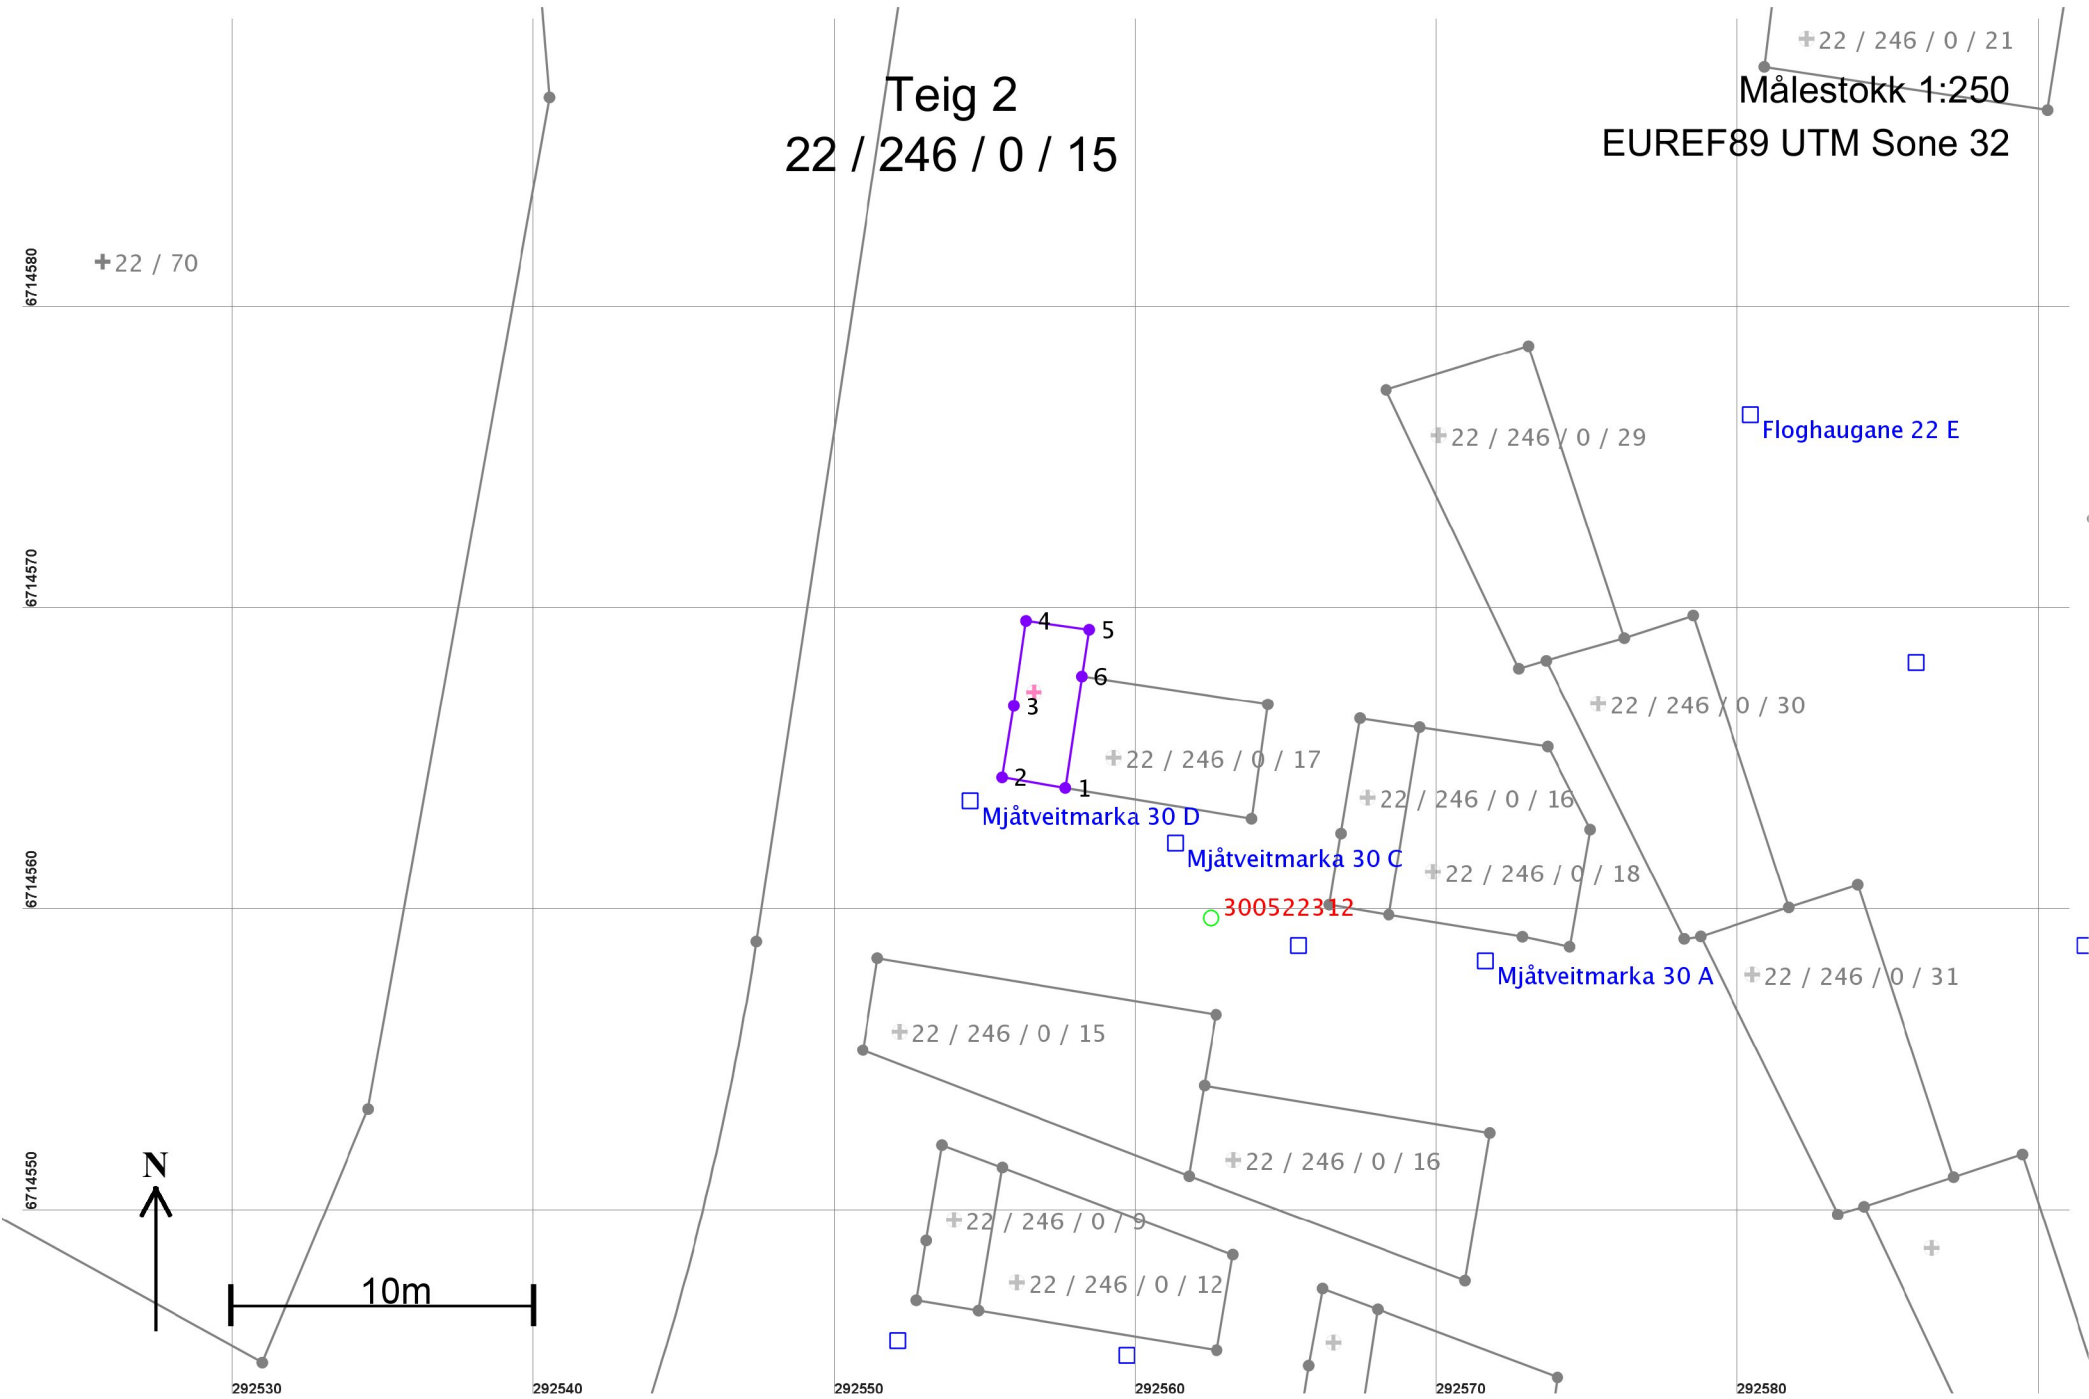 22 / 246 / 0 / 21
Teig 2
22 / 246 / 0 / 15
Målestokk 1:250
EUREF89 UTM Sone 32
22 / 70
6714580
22 / 246 / 0 / 29
Floghaugane 22 E
6714570
4
5
6
3
2
1
22 / 246 / 0 / 30
22 / 246 / 0 / 17
22 / 246 / 0 / 16
Mjåtveitmarka 30 D
Mjåtveitmarka 30 C
22 / 246 / 0 / 18
6714560
300522312
Mjåtveitmarka 30 A
22 / 246 / 0 / 31
22 / 246 / 0 / 15
22 / 246 / 0 / 16
N
6714550
22 / 246 / 0 / 9
22 / 246 / 0 / 12
10m
292530
292540
292550
292560
292570
292580